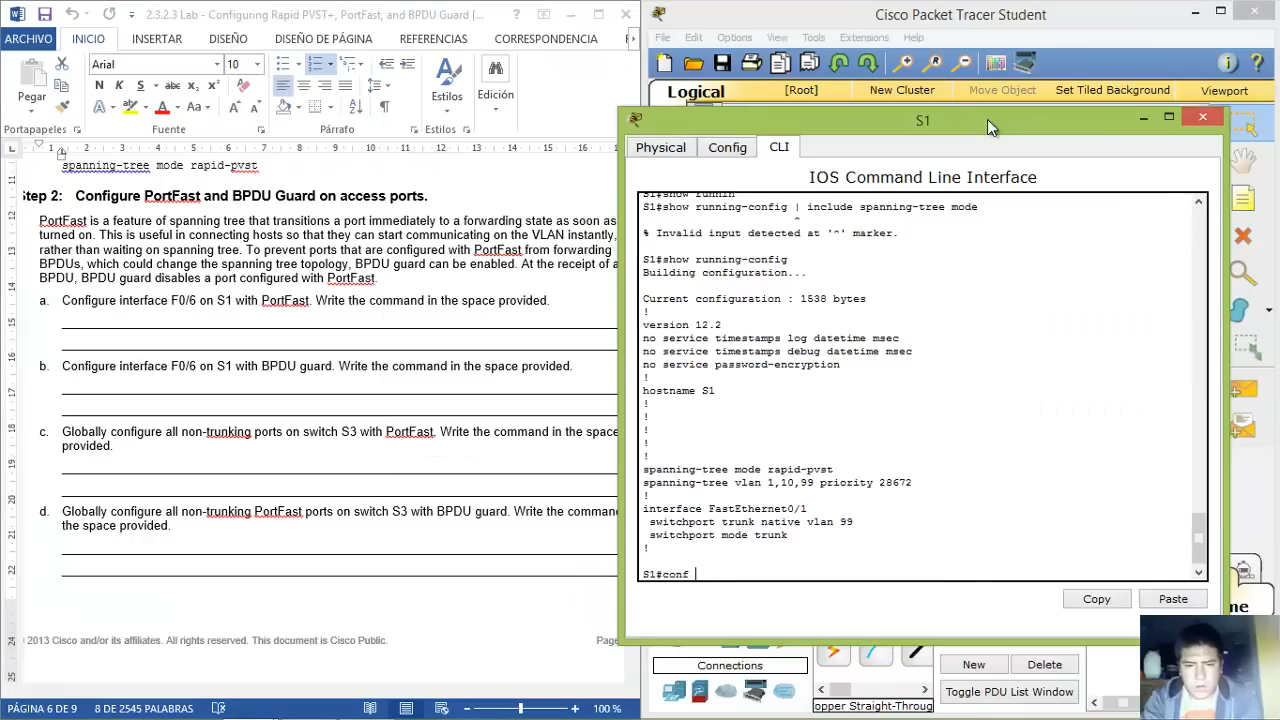 2.3.2.3 Lab - Configuring Rapid PVST+, PortFast, and BPDU Guard [...
ARCHIVO INICIO INSERTAR DISEÑO DISEÑO DE PÁGINA REFERENCIAS CORRESPONDENCIA
Arial 10
Pegar
N K S abc x₂ x²
Estilos Edición
Portapapeles Fuente Párrafo Estilos
spanning-tree mode rapid-pvst
Step 2: Configure PortFast and BPDU Guard on access ports.
PortFast is a feature of spanning tree that transitions a port immediately to a forwarding state as soon as
turned on. This is useful in connecting hosts so that they can start communicating on the VLAN instantly,
rather than waiting on spanning tree. To prevent ports that are configured with PortFast from forwarding
BPDUs, which could change the spanning tree topology, BPDU guard can be enabled. At the receipt of a
BPDU, BPDU guard disables a port configured with PortFast.
a. Configure interface F0/6 on S1 with PortFast. Write the command in the space provided.
b. Configure interface F0/6 on S1 with BPDU guard. Write the command in the space provided.
c. Globally configure all non-trunking ports on switch S3 with PortFast. Write the command in the space
provided.
d. Globally configure all non-trunking PortFast ports on switch S3 with BPDU guard. Write the command
the space provided.
© 2013 Cisco and/or its affiliates. All rights reserved. This document is Cisco Public. Page
PÁGINA 6 DE 9 8 DE 2545 PALABRAS 100 %
Cisco Packet Tracer Student
File Edit Options View Tools Extensions Help
Logical [Root] New Cluster Move Object Set Tiled Background Viewport
S1
Physical Config CLI
IOS Command Line Interface
S1#show runnin
S1#show running-config | include spanning-tree mode
^
% Invalid input detected at '^' marker.
S1#show running-config
Building configuration...
Current configuration : 1538 bytes
!
version 12.2
no service timestamps log datetime msec
no service timestamps debug datetime msec
no service password-encryption
!
hostname S1
!
!
!
!
!
spanning-tree mode rapid-pvst
spanning-tree vlan 1,10,99 priority 28672
!
interface FastEthernet0/1
switchport trunk native vlan 99
switchport mode trunk
!
S1#conf
Copy Paste
Connections
New Delete
Toggle PDU List Window
opper Straight-Throug